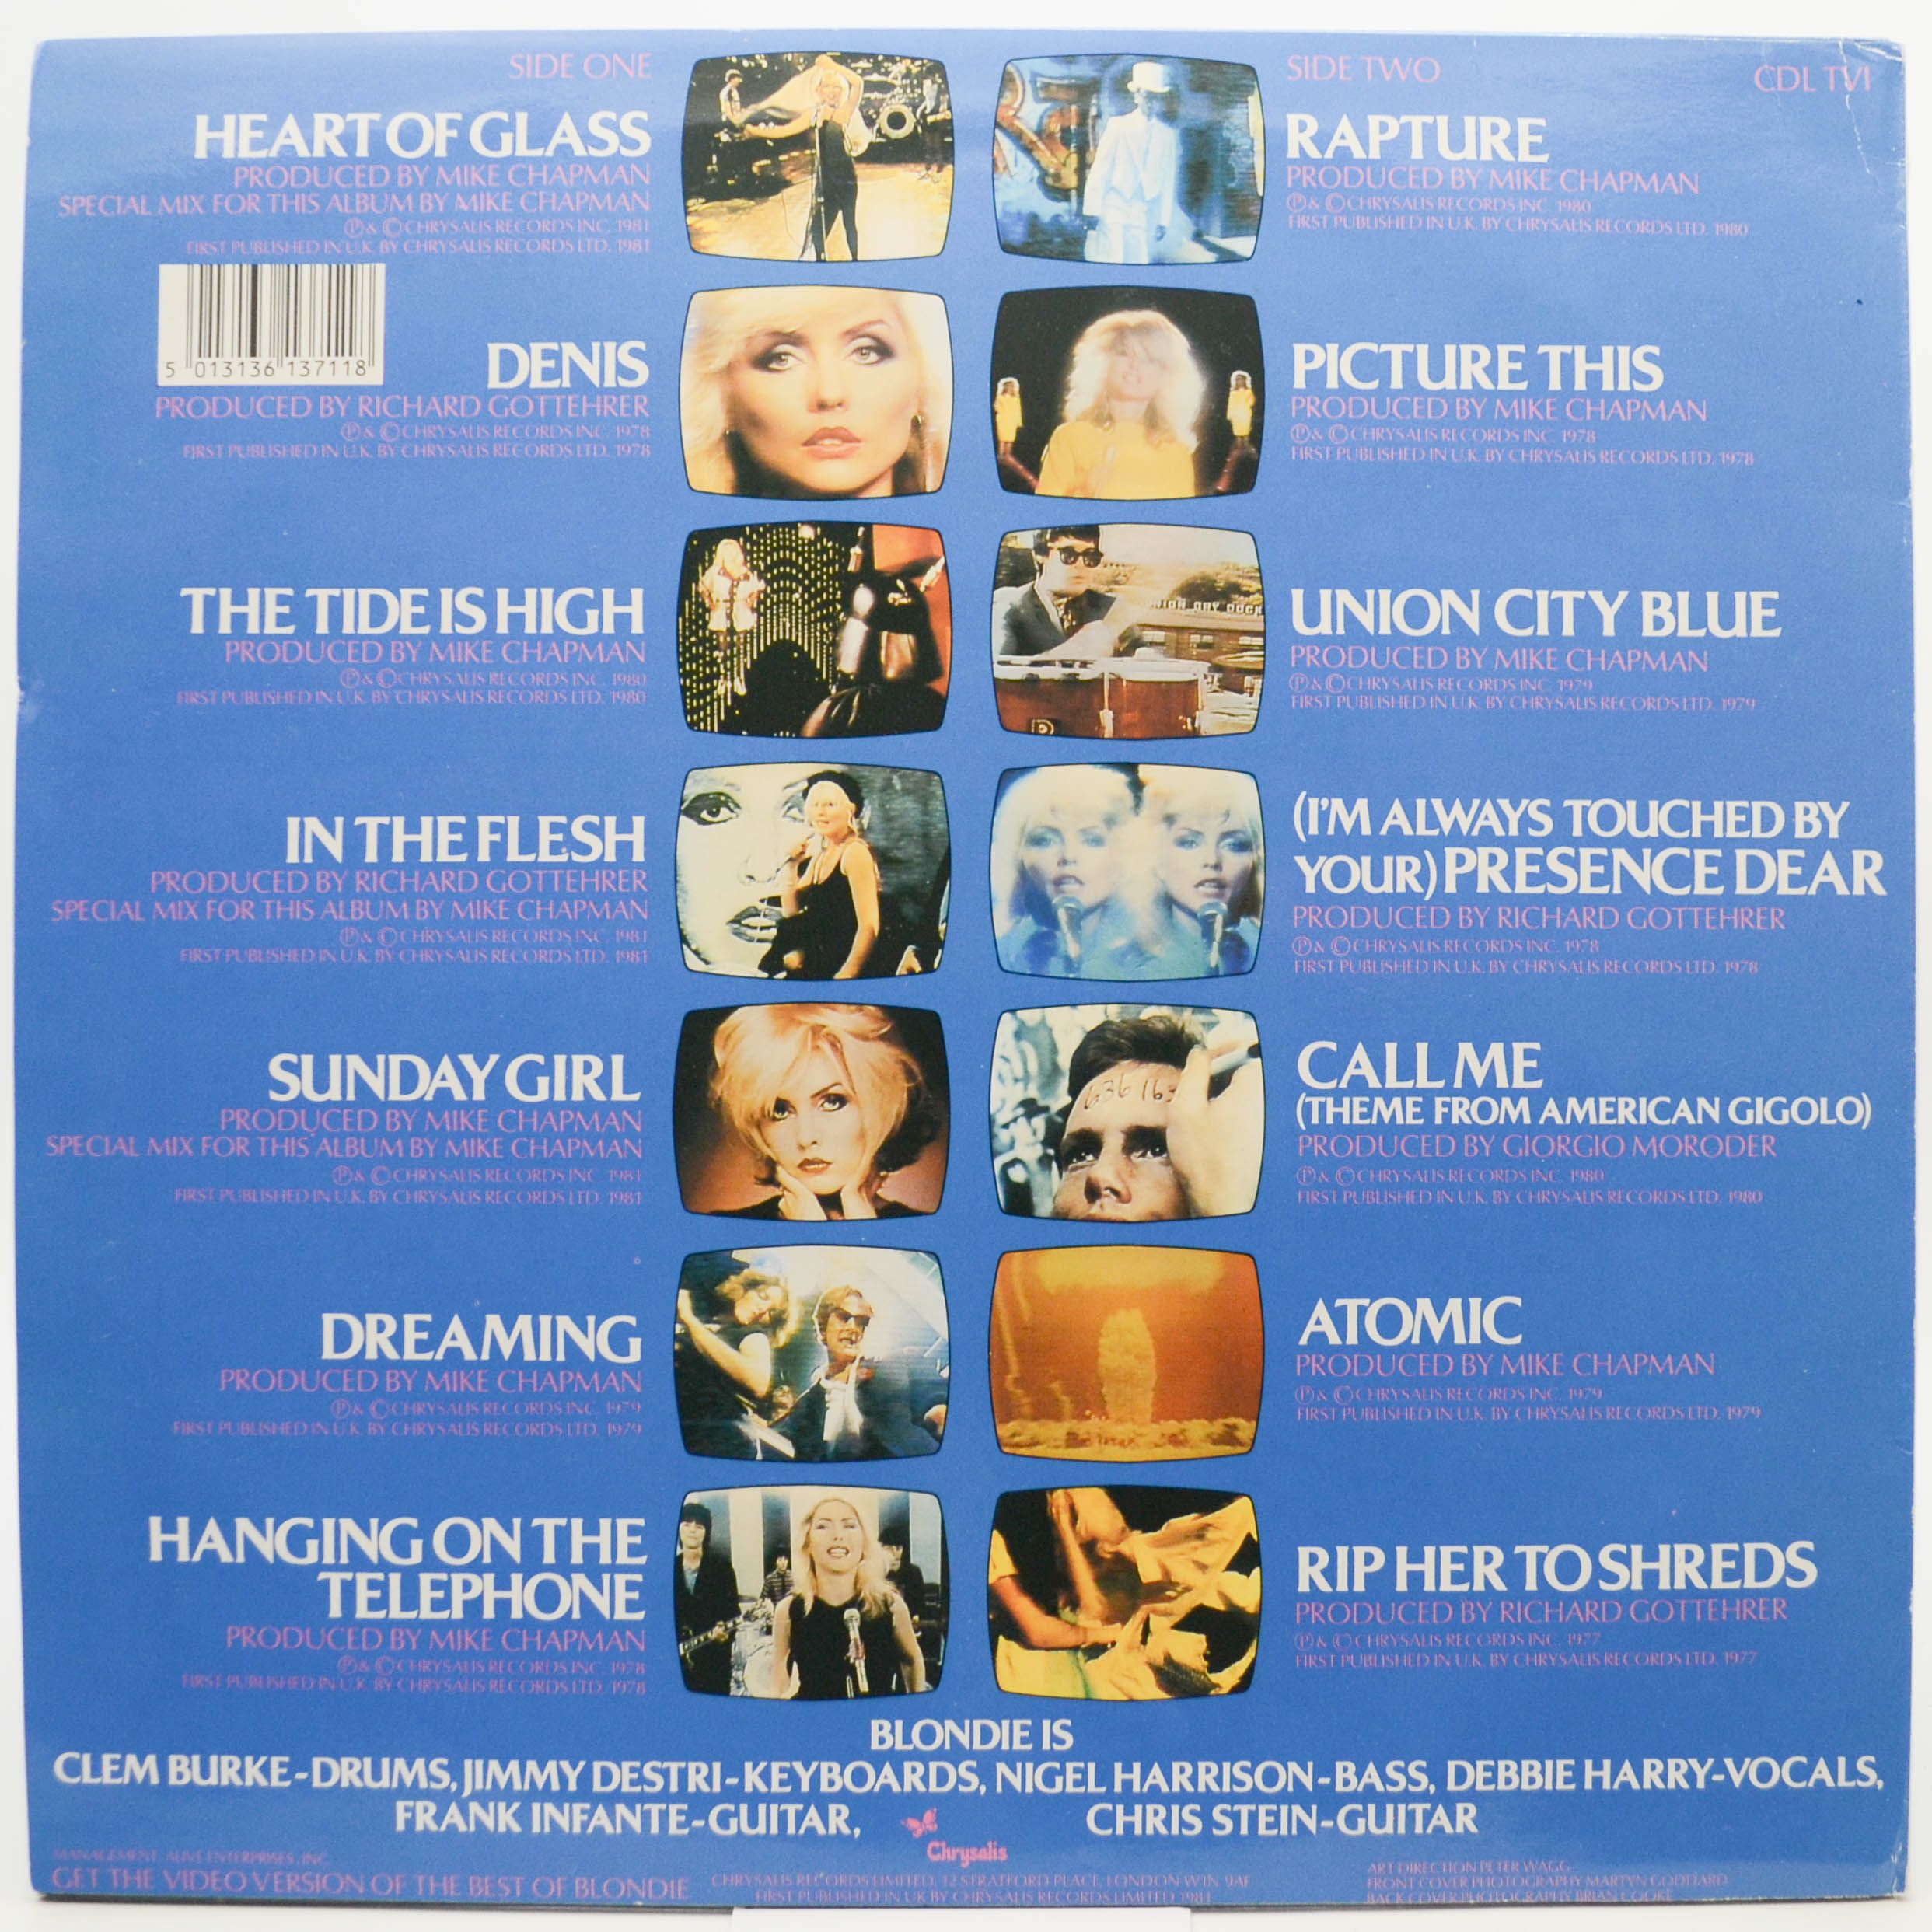 SIDE ONE
HEART OF GLASS
PRODUCED BY MIKE CHAPMAN
SPECIAL MIX FOR THIS ALBUM BY MIKE CHAPMAN
Ⓟ & © CHRYSALIS RECORDS INC. 1981
FIRST PUBLISHED IN U.K. BY CHRYSALIS RECORDS LTD. 1981
5 013136 137118
DENIS
PRODUCED BY RICHARD GOTTEHRER
Ⓟ & © CHRYSALIS RECORDS INC. 1978
FIRST PUBLISHED IN U.K. BY CHRYSALIS RECORDS LTD. 1978
THE TIDE IS HIGH
PRODUCED BY MIKE CHAPMAN
Ⓟ & © CHRYSALIS RECORDS INC. 1980
FIRST PUBLISHED IN U.K. BY CHRYSALIS RECORDS LTD. 1980
IN THE FLESH
PRODUCED BY RICHARD GOTTEHRER
SPECIAL MIX FOR THIS ALBUM BY MIKE CHAPMAN
Ⓟ & © CHRYSALIS RECORDS INC. 1981
FIRST PUBLISHED IN U.K. BY CHRYSALIS RECORDS LTD. 1981
SUNDAY GIRL
PRODUCED BY MIKE CHAPMAN
SPECIAL MIX FOR THIS ALBUM BY MIKE CHAPMAN
Ⓟ & © CHRYSALIS RECORDS INC. 1981
FIRST PUBLISHED IN U.K. BY CHRYSALIS RECORDS LTD. 1981
DREAMING
PRODUCED BY MIKE CHAPMAN
Ⓟ & © CHRYSALIS RECORDS INC. 1979
FIRST PUBLISHED IN U.K. BY CHRYSALIS RECORDS LTD. 1979
HANGING ON THE
TELEPHONE
PRODUCED BY MIKE CHAPMAN
Ⓟ & © CHRYSALIS RECORDS INC. 1978
FIRST PUBLISHED IN U.K. BY CHRYSALIS RECORDS LTD. 1978
SIDE TWO
CDL TV1
RAPTURE
PRODUCED BY MIKE CHAPMAN
Ⓟ & © CHRYSALIS RECORDS INC. 1980
FIRST PUBLISHED IN U.K. BY CHRYSALIS RECORDS LTD. 1980
PICTURE THIS
PRODUCED BY MIKE CHAPMAN
Ⓟ & © CHRYSALIS RECORDS INC. 1978
FIRST PUBLISHED IN U.K. BY CHRYSALIS RECORDS LTD. 1978
UNION CITY BLUE
PRODUCED BY MIKE CHAPMAN
Ⓟ & © CHRYSALIS RECORDS INC. 1979
FIRST PUBLISHED IN U.K. BY CHRYSALIS RECORDS LTD. 1979
(I'M ALWAYS TOUCHED BY
YOUR) PRESENCE DEAR
PRODUCED BY RICHARD GOTTEHRER
Ⓟ & © CHRYSALIS RECORDS INC. 1978
FIRST PUBLISHED IN U.K. BY CHRYSALIS RECORDS LTD. 1978
636 163
CALL ME
(THEME FROM AMERICAN GIGOLO)
PRODUCED BY GIORGIO MORODER
Ⓟ & © CHRYSALIS RECORDS INC. 1980
FIRST PUBLISHED IN U.K. BY CHRYSALIS RECORDS LTD. 1980
ATOMIC
PRODUCED BY MIKE CHAPMAN
Ⓟ & © CHRYSALIS RECORDS INC. 1979
FIRST PUBLISHED IN U.K. BY CHRYSALIS RECORDS LTD. 1979
RIP HER TO SHREDS
PRODUCED BY RICHARD GOTTEHRER
Ⓟ & © CHRYSALIS RECORDS INC. 1977
FIRST PUBLISHED IN U.K. BY CHRYSALIS RECORDS LTD. 1977
BLONDIE IS
CLEM BURKE-DRUMS, JIMMY DESTRI-KEYBOARDS, NIGEL HARRISON-BASS, DEBBIE HARRY-VOCALS,
FRANK INFANTE-GUITAR, CHRIS STEIN-GUITAR
Chrysalis
MANAGEMENT: ALIVE ENTERPRISES, INC.
GET THE VIDEO VERSION OF THE BEST OF BLONDIE
CHRYSALIS RECORDS LIMITED, 12 STRATFORD PLACE, LONDON W1N 9AF
FIRST PUBLISHED IN UK BY CHRYSALIS RECORDS LIMITED 1981
ART DIRECTION PETER WAGG
FRONT COVER PHOTOGRAPHY MARTYN GODDARD
BACK COVER PHOTOGRAPHY BRIAN COOKE